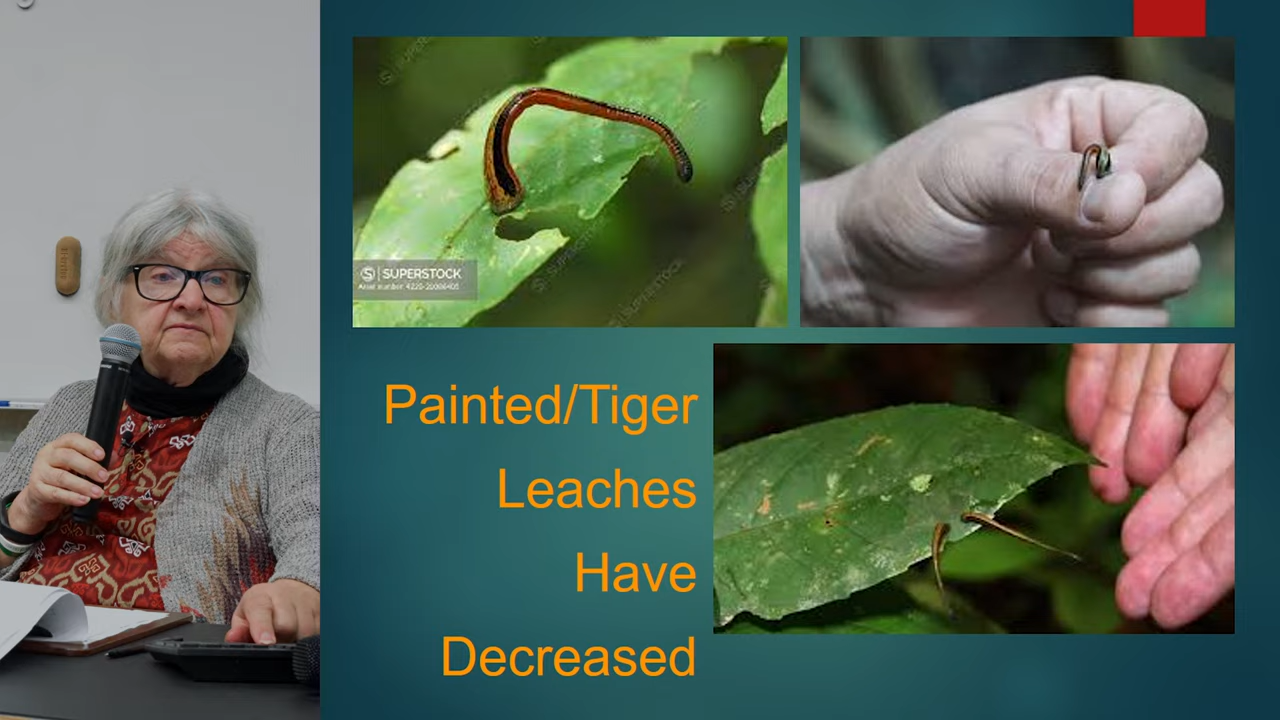 SUPERSTOCK
Painted/Tiger
Leaches
Have
Decreased